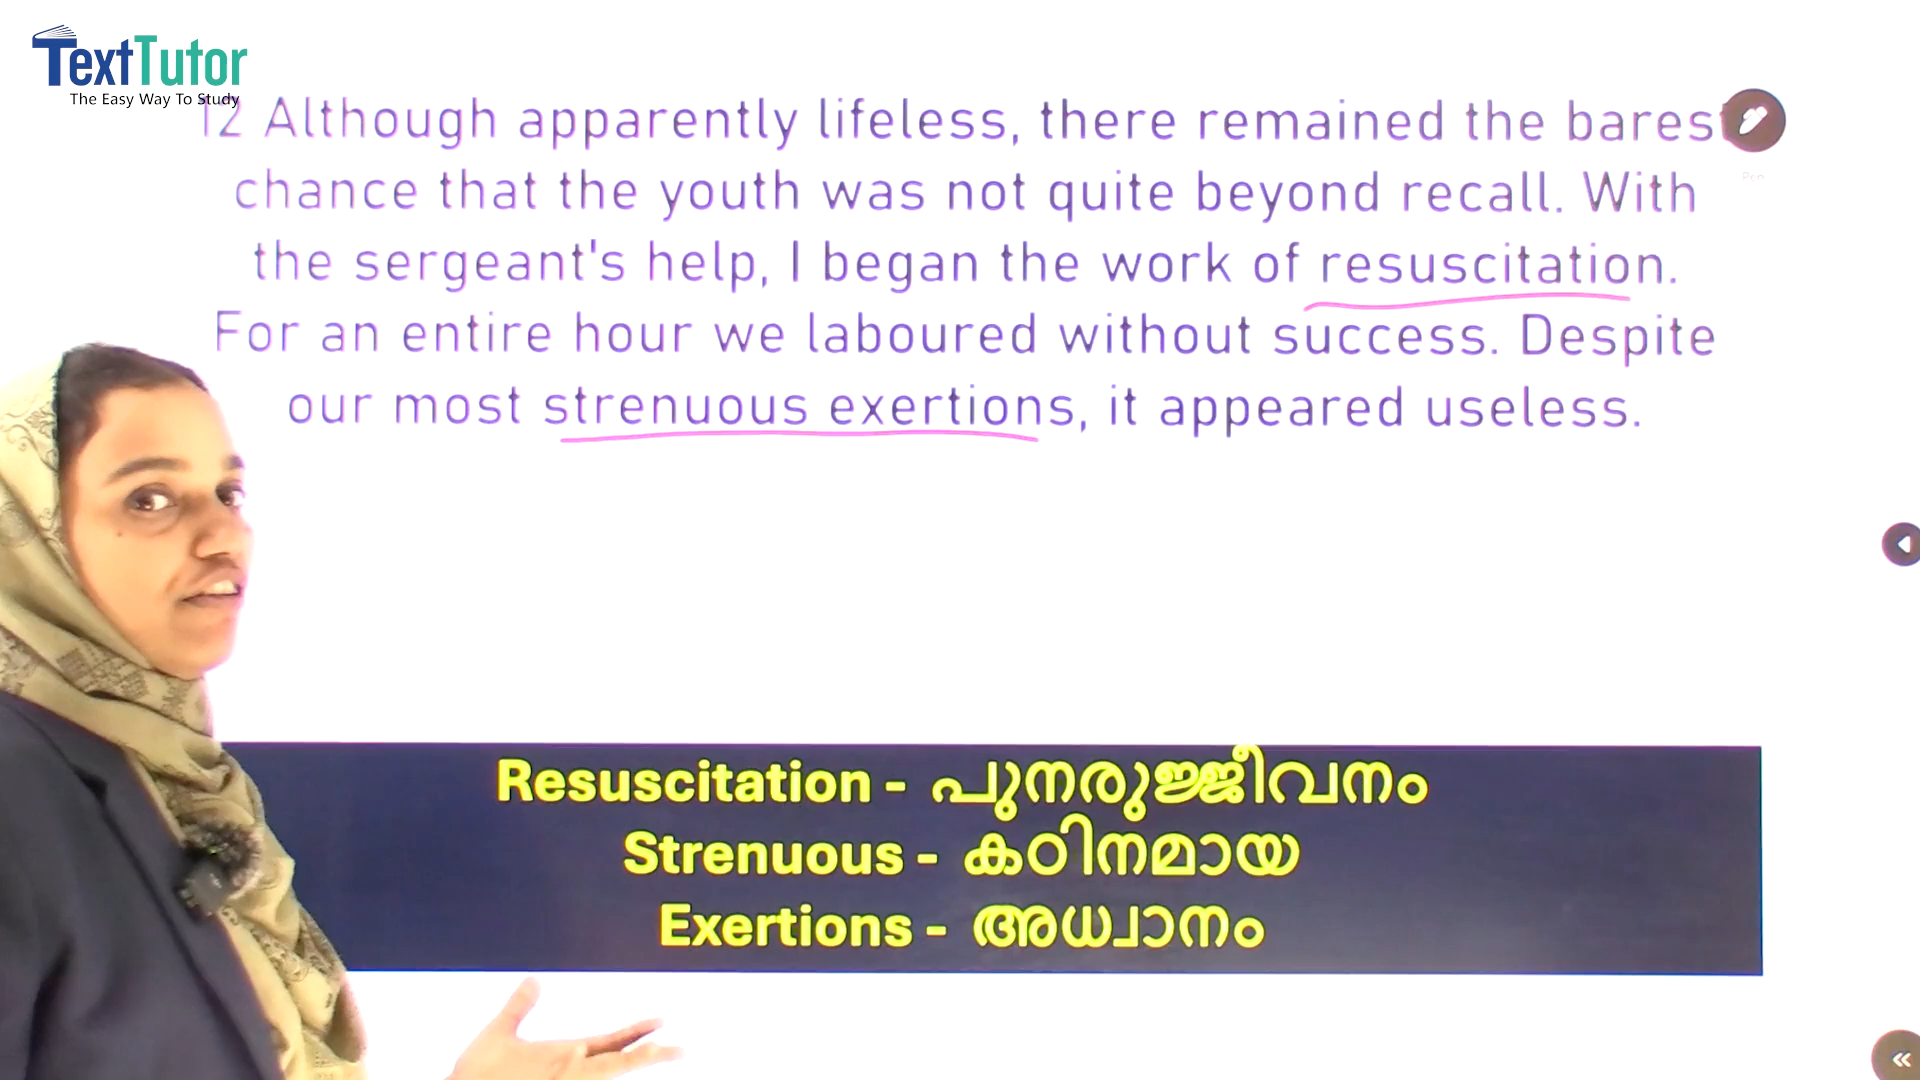 TextTutor
The Easy Way To Study
12 Although apparently lifeless, there remained the barest
chance that the youth was not quite beyond recall. With
the sergeant's help, I began the work of resuscitation.
For an entire hour we laboured without success. Despite
our most strenuous exertions, it appeared useless.
Pen
Resuscitation - പുനരുജ്ജീവനം
Strenuous - കഠിനമായ
Exertions - അധ്വാനം